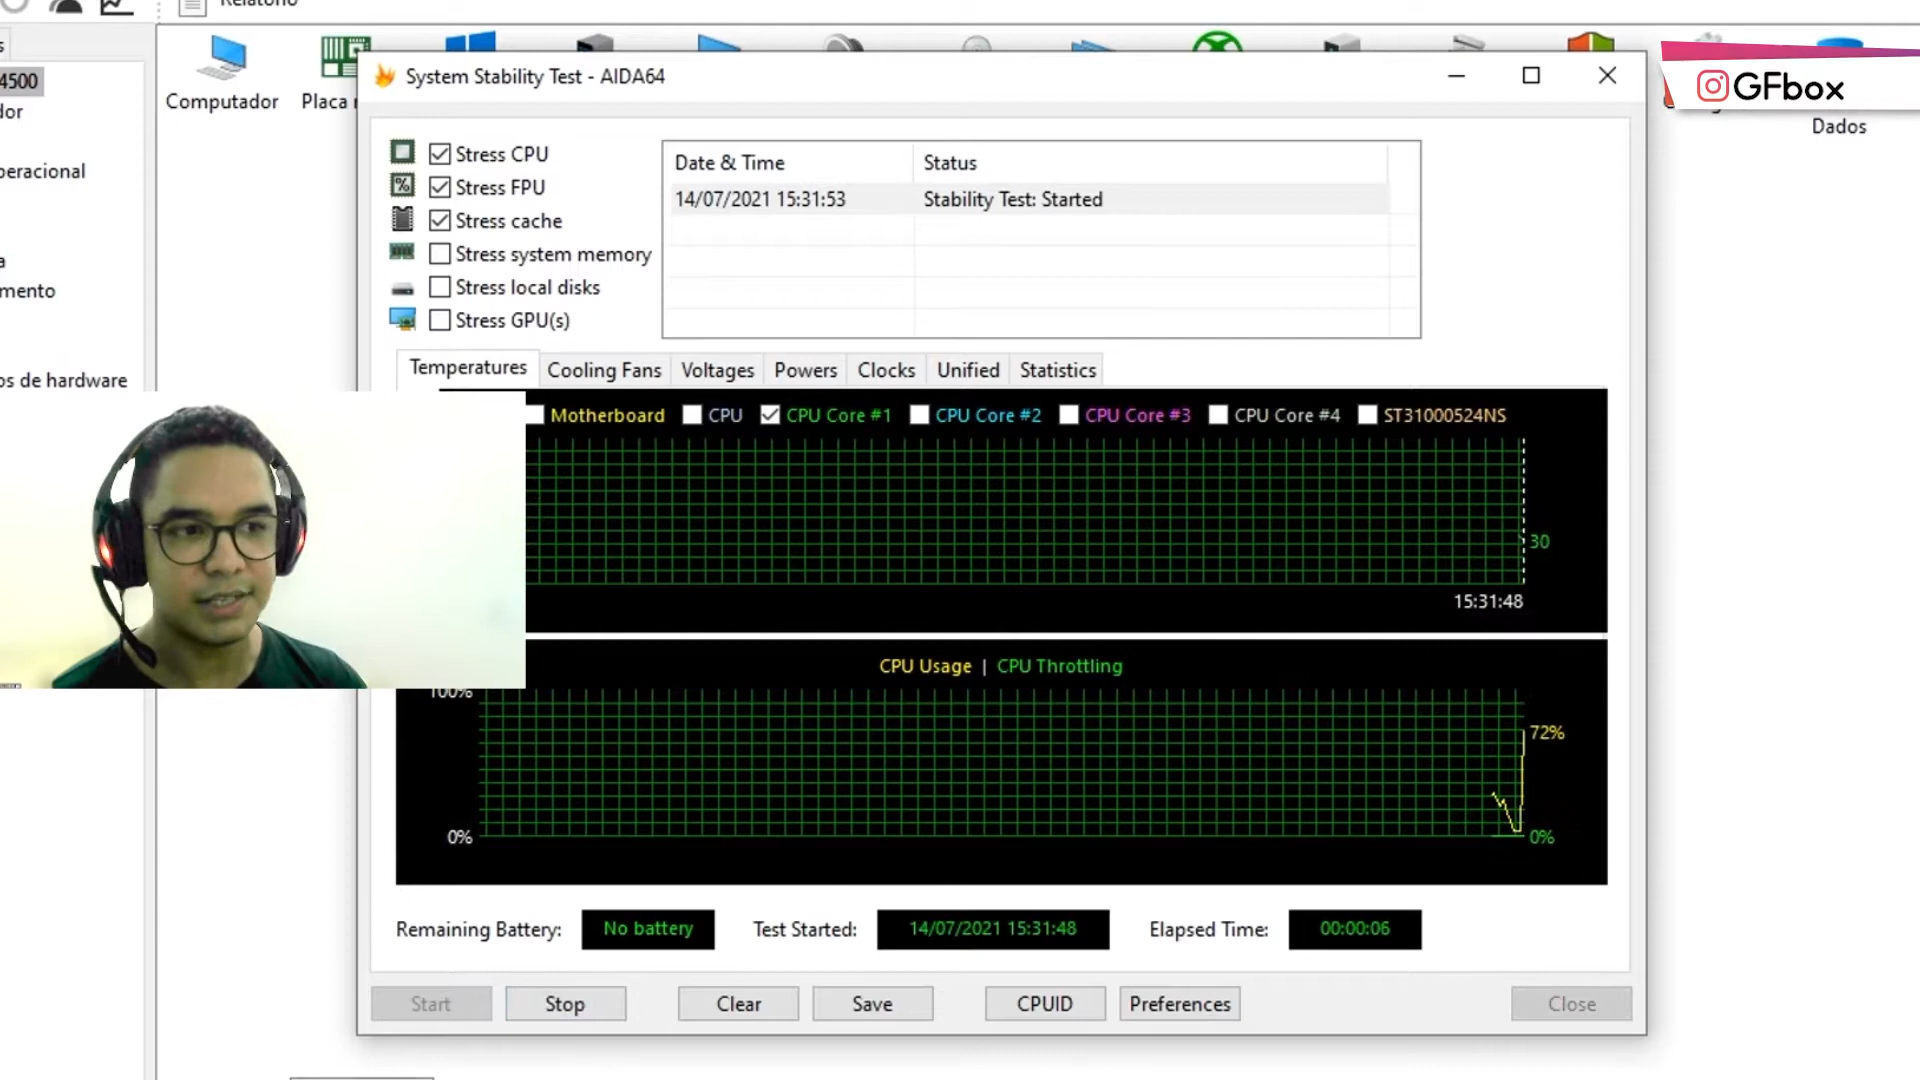 Relatório
4500
dor
peracional
a
mento
os de hardware
Computador
Placa
GFbox
Dados
System Stability Test - AIDA64
Stress CPU
Stress FPU
Stress cache
Stress system memory
Stress local disks
Stress GPU(s)
Date & Time Status
14/07/2021 15:31:53 Stability Test: Started
Temperatures Cooling Fans Voltages Powers Clocks Unified Statistics
Motherboard CPU CPU Core #1 CPU Core #2 CPU Core #3 CPU Core #4 ST31000524NS
30
15:31:48
CPU Usage | CPU Throttling
100%
72%
0% 0%
Remaining Battery: No battery Test Started: 14/07/2021 15:31:48 Elapsed Time: 00:00:06
Start Stop Clear Save CPUID Preferences Close